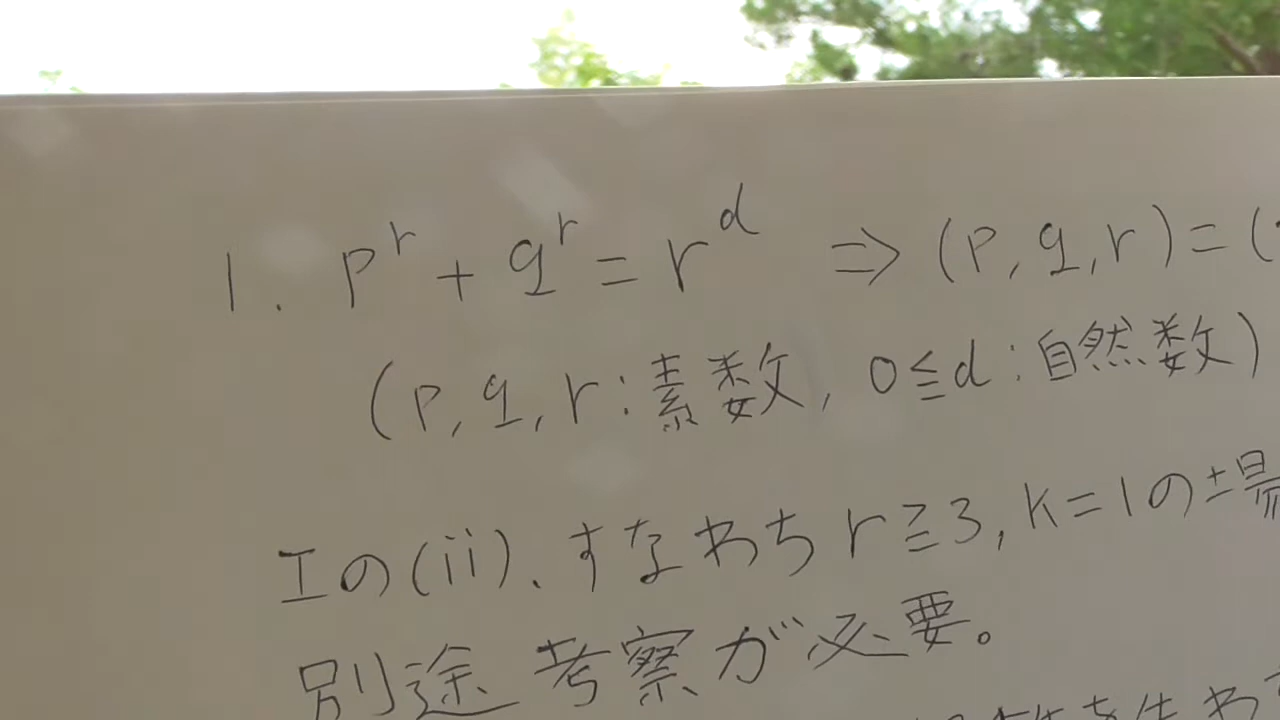 1. p^r + q^r = r^d ⇒ (p, q, r) = (
(p, q, r : 素数, 0≦d : 自然数)
Iの(ii)、すなわち r≧3, k=1の場
別途考察が必要。